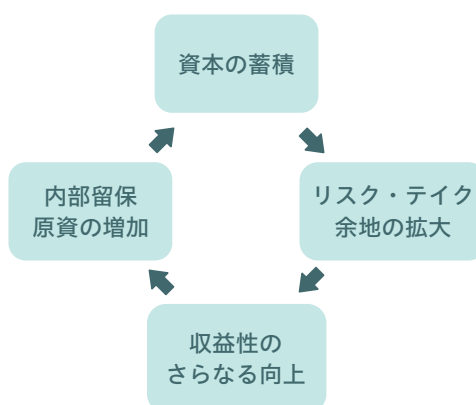 資本の蓄積
リスク・テイク
余地の拡大
収益性の
さらなる向上
内部留保
原資の増加